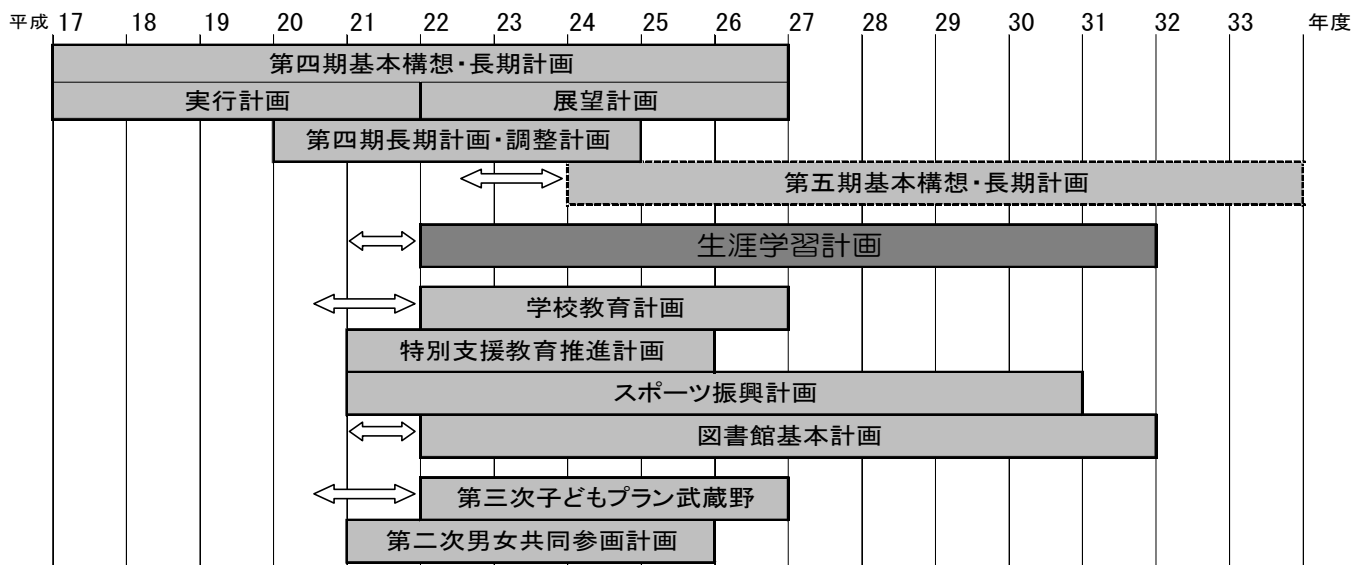 平成 17 18 19 20 21 22 23 24 25 26 27 28 29 30 31 32 33 年度
第四期基本構想・長期計画
実行計画 展望計画
第四期長期計画・調整計画
第五期基本構想・長期計画
生涯学習計画
学校教育計画
特別支援教育推進計画
スポーツ振興計画
図書館基本計画
第三次子どもプラン武蔵野
第二次男女共同参画計画